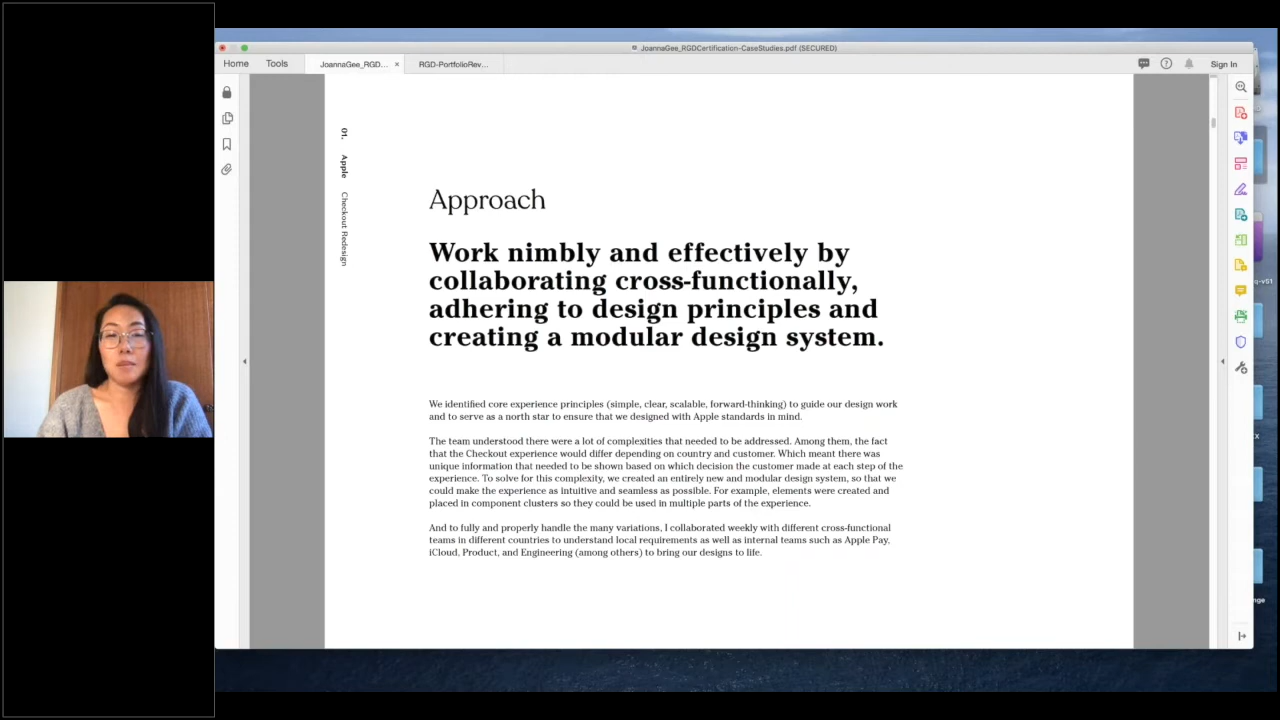 JoannaGee_RGDCertification-CaseStudies.pdf (SECURED)
Home
Tools
JoannaGee_RGD... ×
RGD-PortfolioRev...
Sign In
01. Apple Checkout Redesign
Approach
Work nimbly and effectively by
collaborating cross-functionally,
adhering to design principles and
creating a modular design system.
We identified core experience principles (simple, clear, scalable, forward-thinking) to guide our design work
and to serve as a north star to ensure that we designed with Apple standards in mind.
The team understood there were a lot of complexities that needed to be addressed. Among them, the fact
that the Checkout experience would differ depending on country and customer. Which meant there was
unique information that needed to be shown based on which decision the customer made at each step of the
experience. To solve for this complexity, we created an entirely new and modular design system, so that we
could make the experience as intuitive and seamless as possible. For example, elements were created and
placed in component clusters so they could be used in multiple parts of the experience.
And to fully and properly handle the many variations, I collaborated weekly with different cross-functional
teams in different countries to understand local requirements as well as internal teams such as Apple Pay,
iCloud, Product, and Engineering (among others) to bring our designs to life.